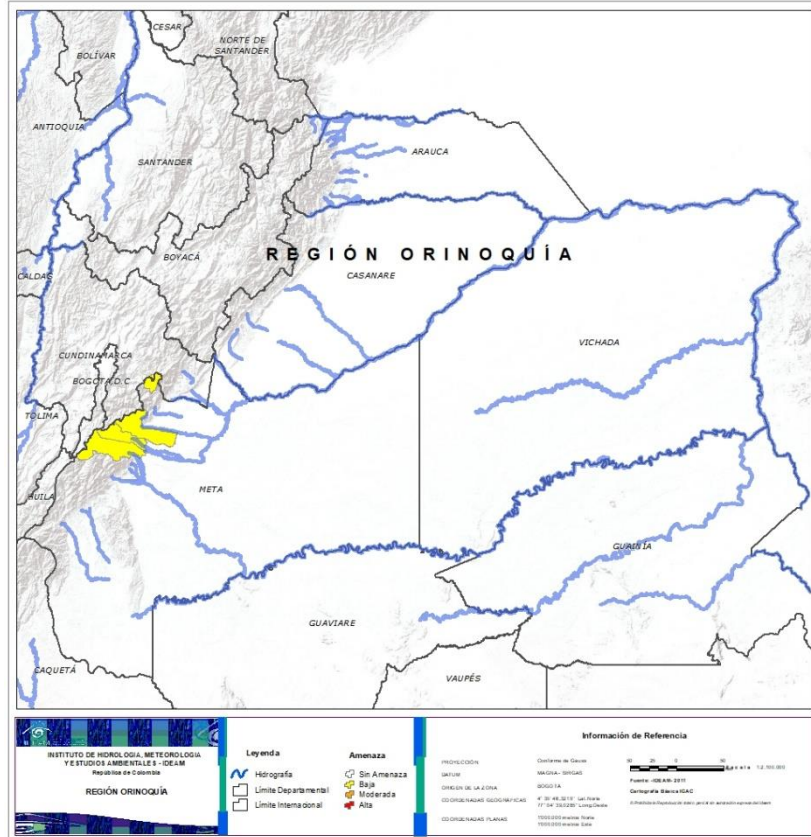 CESAR
NORTE DE
SANTANDER
BOLÍVAR
ANTIOQUIA
ARAUCA
SANTANDER
BOYACÁ
REGIÓN ORINOQUÍA
CASANARE
CALDAS
VICHADA
CUNDINAMARCA
BOGOTÁ D.C
TOLIMA
META
HUILA
GUAINÍA
GUAVIARE
CAQUETÁ
VAUPÉS
INSTITUTO DE HIDROLOGIA, METEOROLOGIA
Y ESTUDIOS AMBIENTALES - IDEAM
República de Colombia
REGIÓN ORINOQUÍA
Leyenda
Hidrografía
Límite Departamental
Límite Internacional
Amenaza
Sin Amenaza
Baja
Moderada
Alta
Información de Referencia
PROYECCIÓN
Conforme de Gauss
DATUM
MAGNA - SIRGAS
ORIGEN DE LA ZONA
BOGOTÁ
COORDENADAS GEOGRÁFICAS
COORDENADAS PLANAS
Fuente: -IDEAM- 2011
Cartografía Básica IGAC